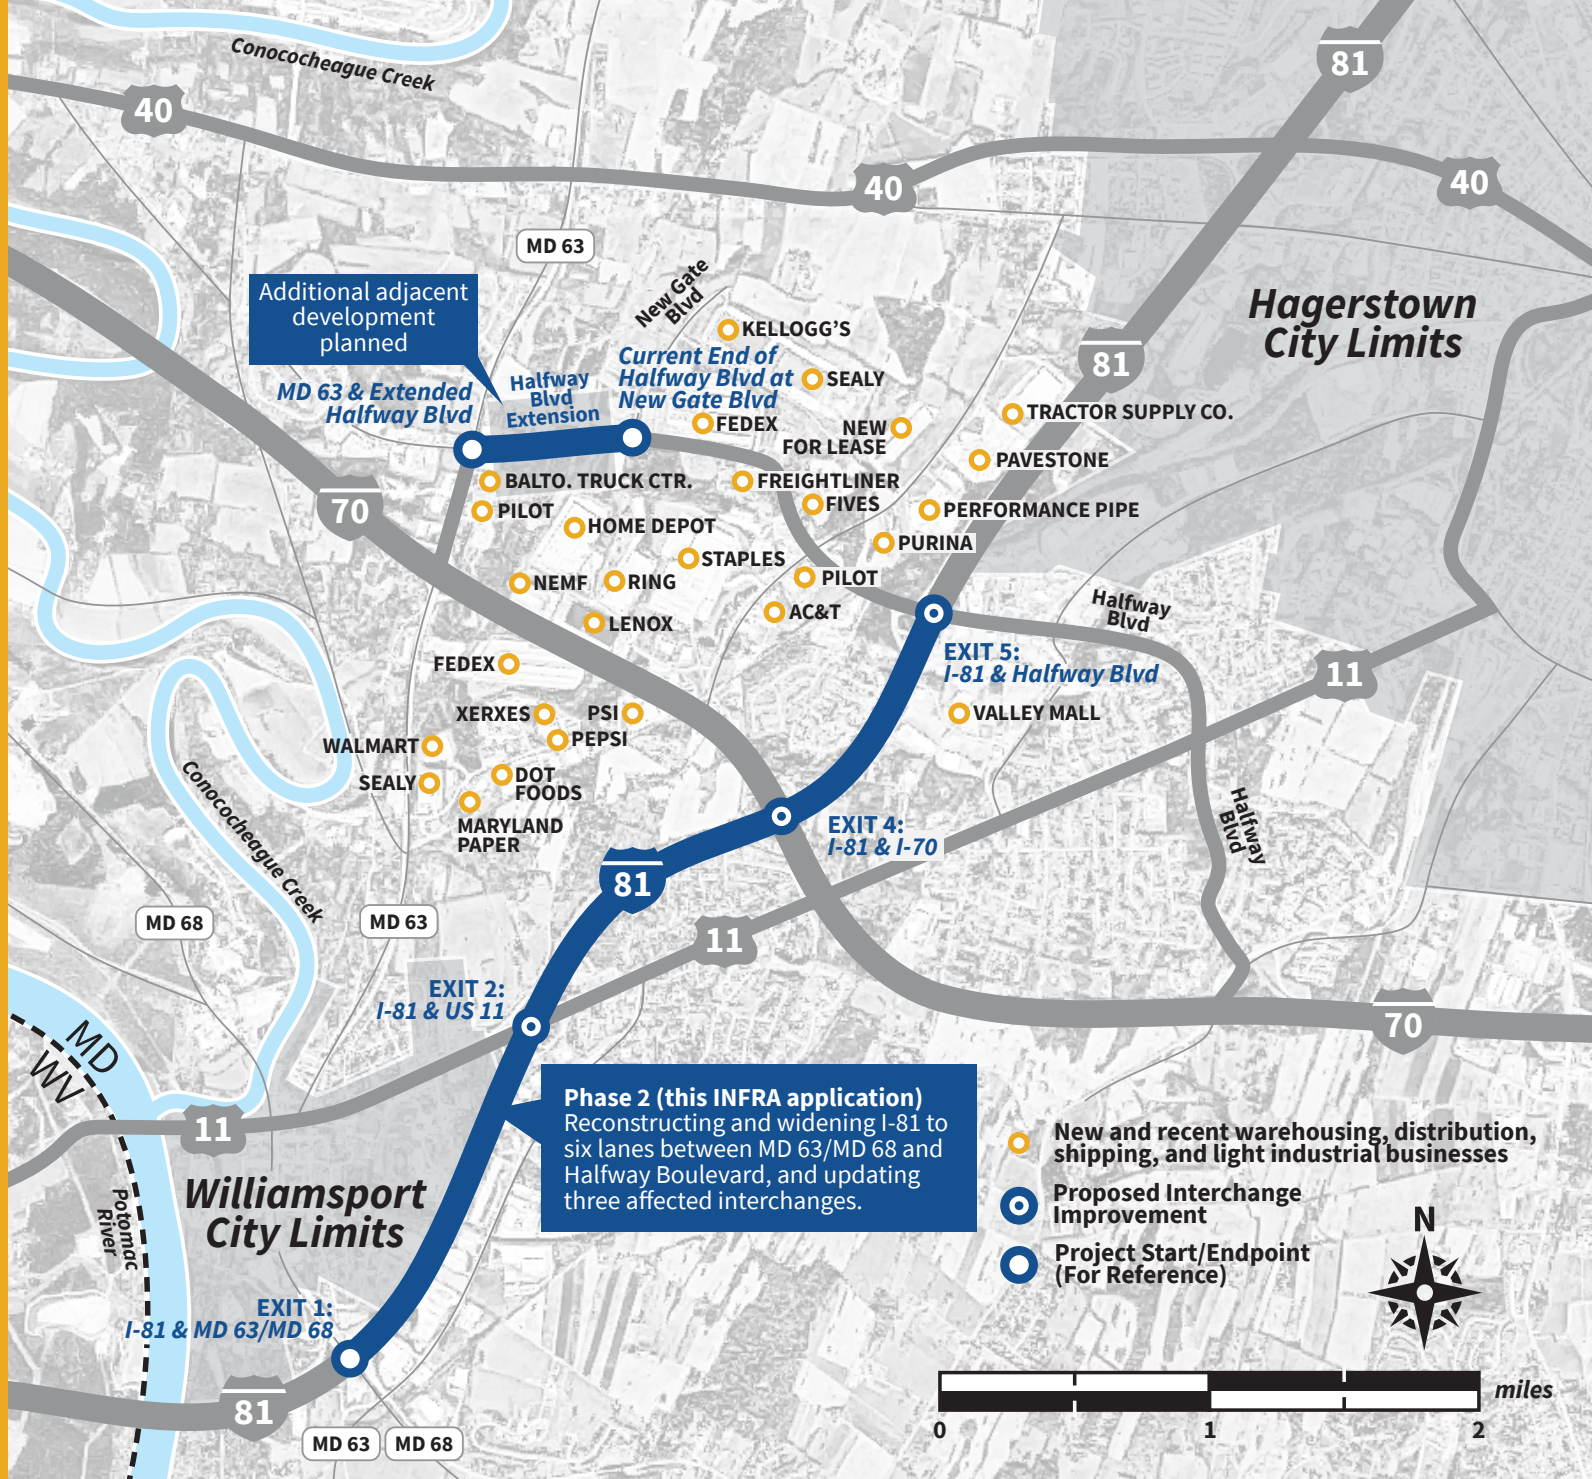 Conococheague Creek
81
40
40
40
MD 63
New Gate
Blvd
Additional adjacent
development
planned
Hagerstown
City Limits
KELLOGG'S
81
MD 63 & Extended
Halfway Blvd
Halfway
Blvd
Extension
Current End of
Halfway Blvd at
New Gate Blvd
SEALY
FEDEX
NEW
FOR LEASE
TRACTOR SUPPLY CO.
PAVESTONE
BALTO. TRUCK CTR.
FREIGHTLINER
70
PILOT
FIVES
PERFORMANCE PIPE
HOME DEPOT
PURINA
STAPLES
NEMF
RING
PILOT
AC&T
LENOX
Halfway
Blvd
FEDEX
EXIT 5:
I-81 & Halfway Blvd
11
XERXES
PSI
VALLEY MALL
PEPSI
WALMART
SEALY
DOT
FOODS
MARYLAND
PAPER
Conococheague Creek
EXIT 4:
I-81 & I-70
Halfway
Blvd
81
MD 68
MD 63
11
EXIT 2:
I-81 & US 11
70
MD
WV
11
Phase 2 (this INFRA application)
Reconstructing and widening I-81 to
six lanes between MD 63/MD 68 and
Halfway Boulevard, and updating
three affected interchanges.
New and recent warehousing, distribution,
shipping, and light industrial businesses
Proposed Interchange
Improvement
Project Start/Endpoint
(For Reference)
N
Williamsport
City Limits
Potomac
River
EXIT 1:
I-81 & MD 63/MD 68
81
MD 63
MD 68
miles
0
1
2